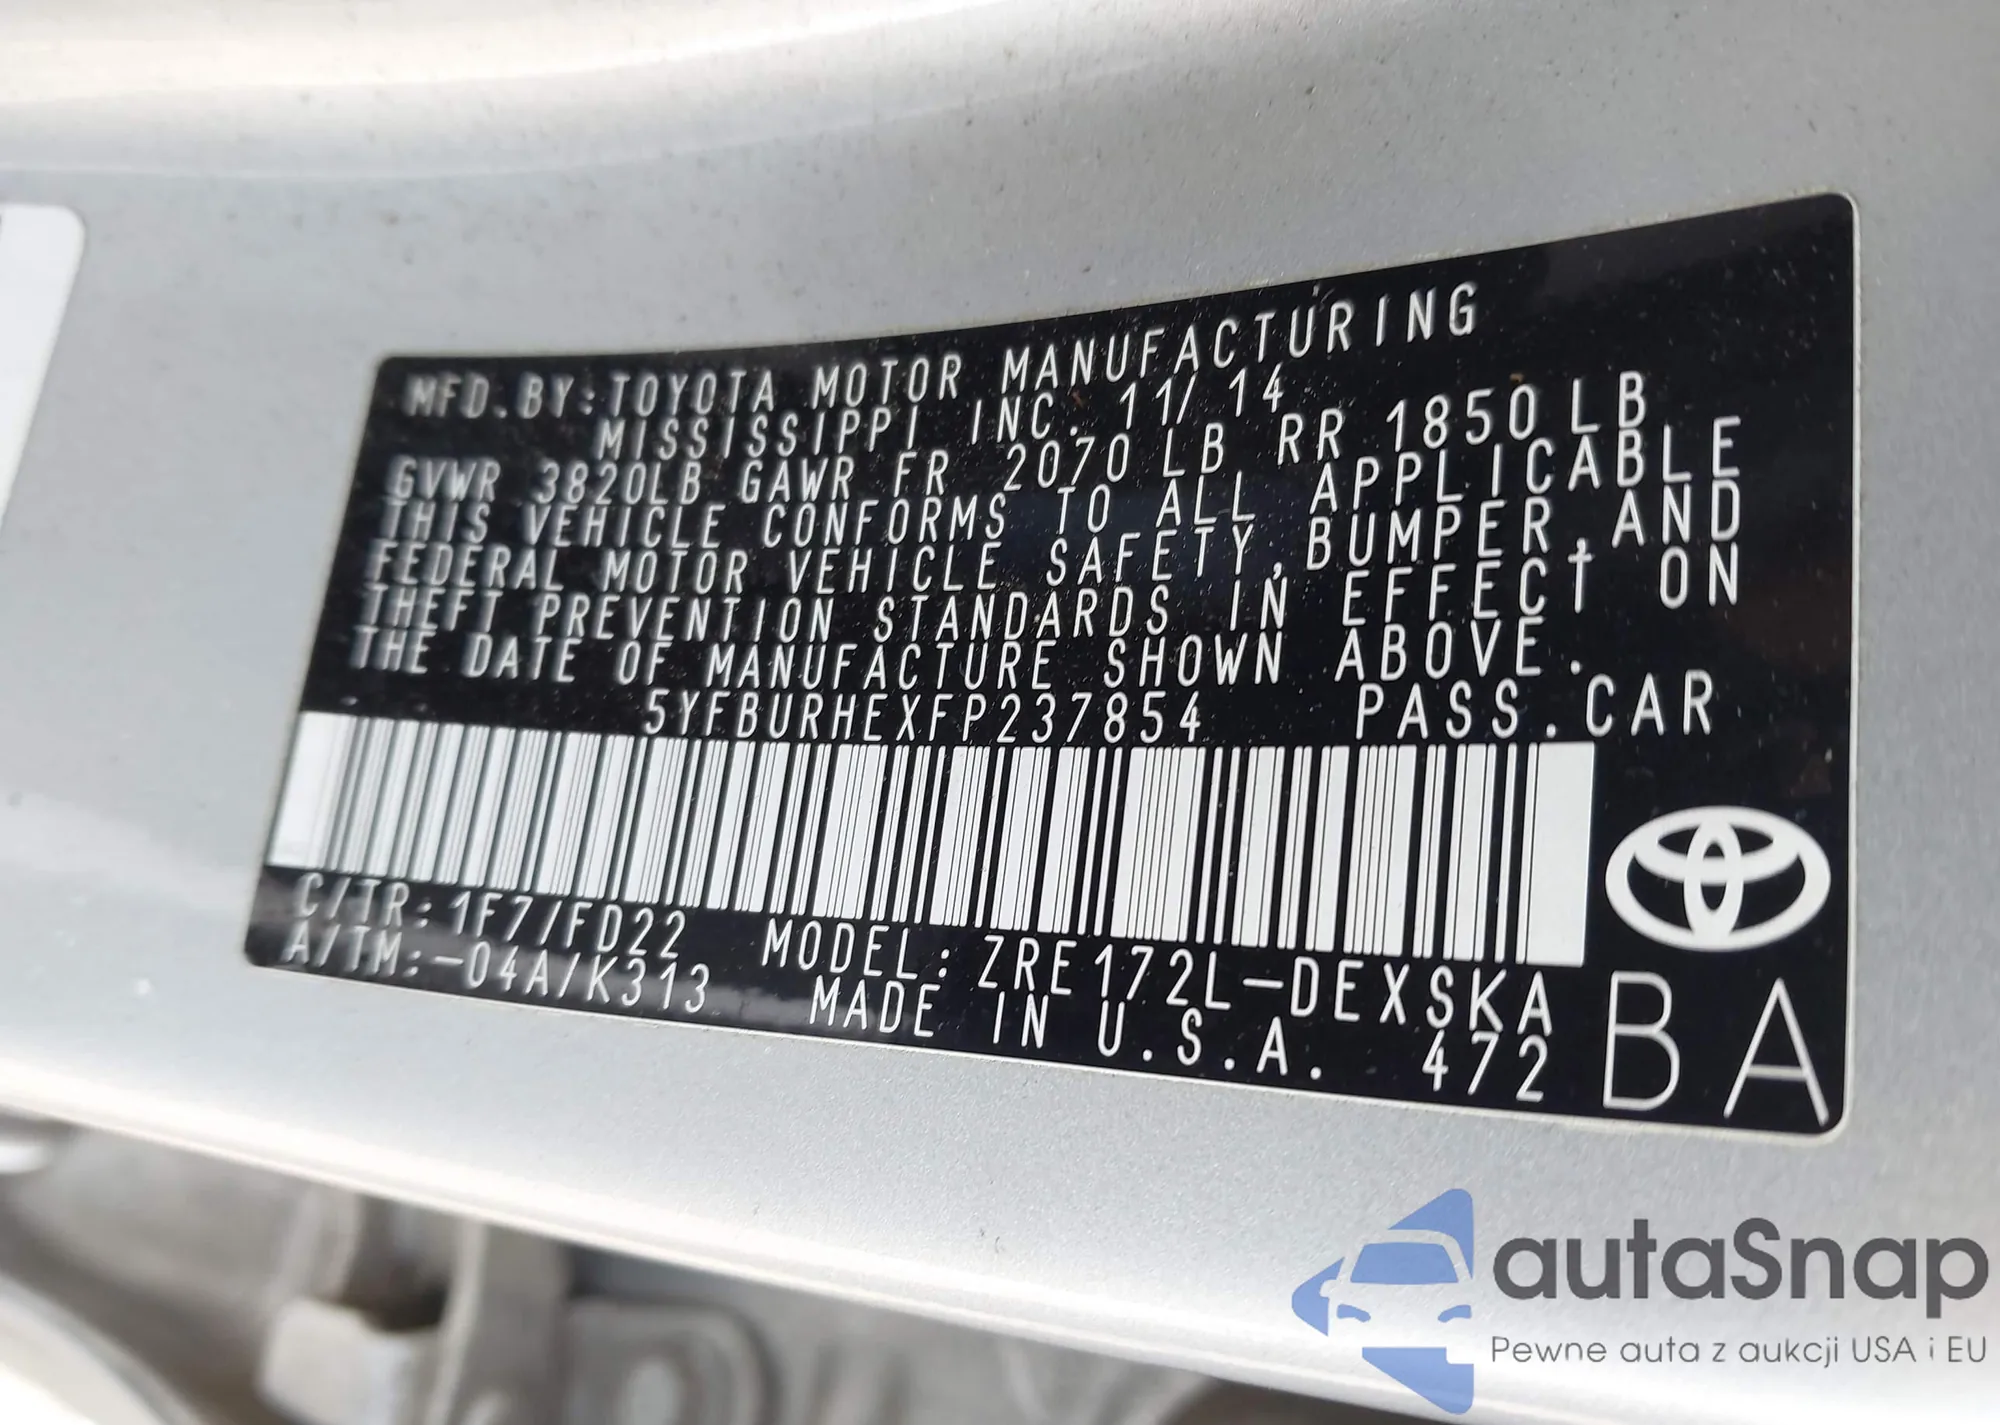 MFD.BY:TOYOTA MOTOR MANUFACTURING
MISSISSIPPI INC. 11/14
GVWR 3820LB GAWR FR 2070LB RR 1850LB
THIS VEHICLE CONFORMS TO ALL APPLICABLE
FEDERAL MOTOR VEHICLE SAFETY,BUMPER,AND
THEFT PREVENTION STANDARDS IN EFFECT ON
THE DATE OF MANUFACTURE SHOWN ABOVE.
5YFBURHEXFP237854 PASS.CAR
C/TR:1F7/FD22 MODEL:ZRE172L-DEXSKA
A/TM:-04A/K313 MADE IN U.S.A. 472
BA
autaSnap
Pewne auta z aukcji USA i EU